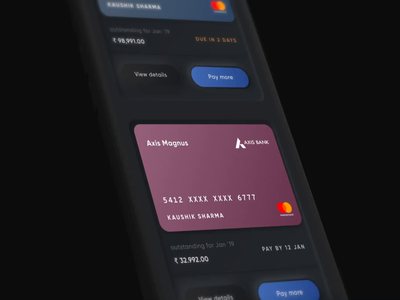 KAUSHIK SHARMA
outstanding for Jan '19
₹ 98,991.00
DUE IN 2 DAYS
View details
Pay more
Axis Magnus
AXIS BANK
5412 XXXX XXXX 6777
KAUSHIK SHARMA
outstanding for Jan '19
₹ 32,992.00
PAY BY 12 JAN
View details
Pay more